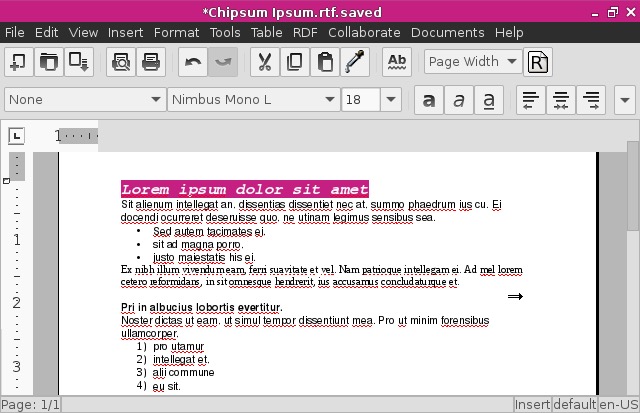 *Chipsum Ipsum.rtf.saved
File Edit View Insert Format Tools Table RDF Collaborate Documents Help
Ab Page Width R
None Nimbus Mono L 18 a a a
L 1
Lorem ipsum dolor sit amet
Sit alienum intellegat an, dissentias dissentiet nec at, summo phaedrum ius cu. Ei
docendi ocurreret deseruisse quo, ne utinam legimus sensibus sea.
• Sed autem tacimates ei.
1
• sit ad magna porro.
• justo maiestatis his ei.
Ex nibh illum vivendum eam, ferri suavitate et vel. Nam patrioque intellegam ei. Ad mel lorem
cetero reformidans, in sit omnesque hendrerit, ius accusamus concludaturque et.
2
Pri in albucius lobortis evertitur.
Noster dictas ut eam, ut simul tempor dissentiunt mea. Pro ut minim forensibus
ullamcorper.
1) pro utamur
2) intellegat et.
3
3) alii commune
4) eu sit.
Page: 1/1 Insert default en-US